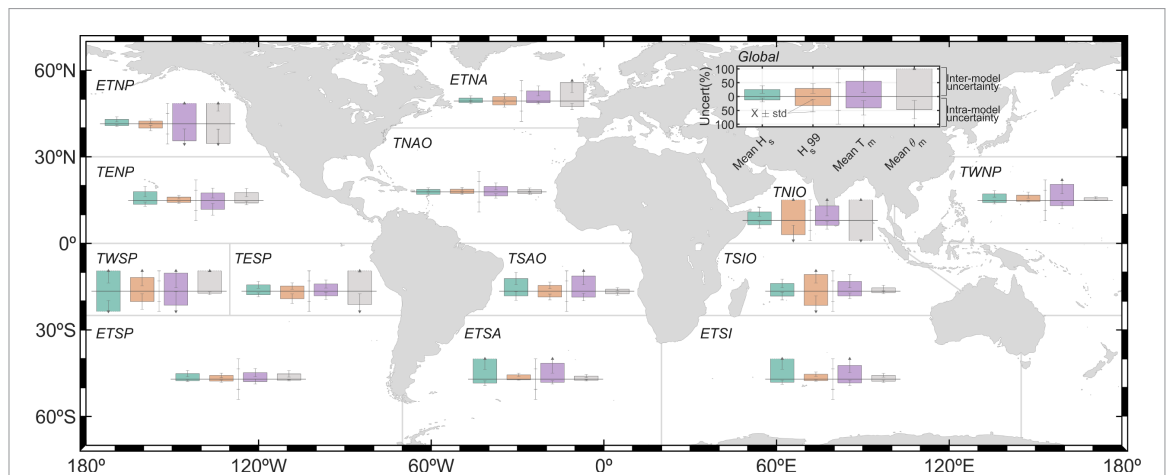 Global
60ºN
ETNP
ETNA
Uncert(%)
100
50
0
50
100
Inter-model
uncertainty
Intra-model
uncertainty
X ± std
Mean Hs
Hs99
Mean Tm
Mean θm
TNAO
30ºN
TENP
TNIO
TWNP
0º
TWSP
TESP
TSAO
TSIO
30ºS
ETSP
ETSA
ETSI
60ºS
180º
120ºW
60ºW
0º
60ºE
120ºE
180º